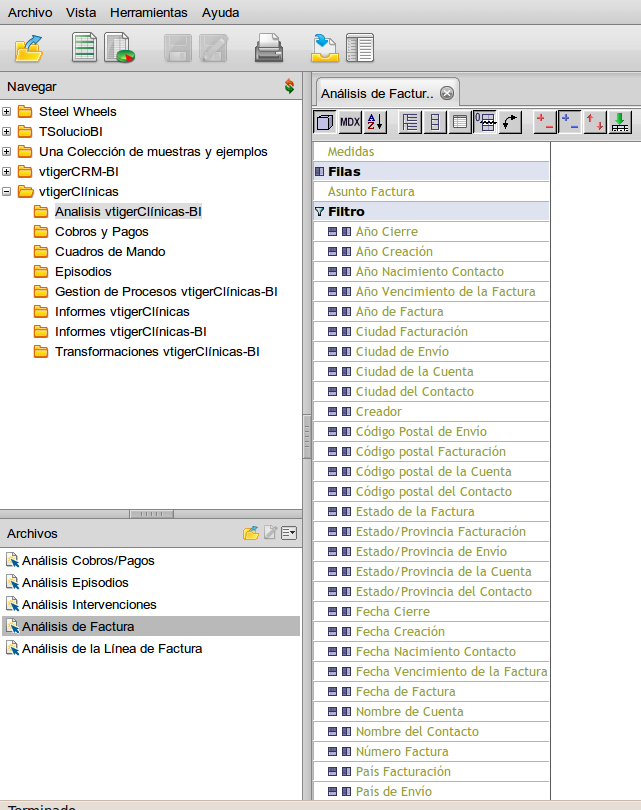 Archivo Vista Herramientas Ayuda
Navegar
Steel Wheels
TSolucioBI
Una Colección de muestras y ejemplos
vtigerCRM-BI
vtigerClínicas
Analisis vtigerClínicas-BI
Cobros y Pagos
Cuadros de Mando
Episodios
Gestion de Procesos vtigerClínicas-BI
Informes vtigerClínicas
Informes vtigerClínicas-BI
Transformaciones vtigerClínicas-BI
Archivos
Análisis Cobros/Pagos
Análisis Episodios
Análisis Intervenciones
Análisis de Factura
Análisis de la Línea de Factura
Análisis de Factur..
MDX
Medidas
Filas
Asunto Factura
Filtro
Año Cierre
Año Creación
Año Nacimiento Contacto
Año Vencimiento de la Factura
Año de Factura
Ciudad Facturación
Ciudad de Envío
Ciudad de la Cuenta
Ciudad del Contacto
Creador
Código Postal de Envío
Código postal Facturación
Código postal de la Cuenta
Código postal del Contacto
Estado de la Factura
Estado/Provincia Facturación
Estado/Provincia de Envío
Estado/Provincia de la Cuenta
Estado/Provincia del Contacto
Fecha Cierre
Fecha Creación
Fecha Nacimiento Contacto
Fecha Vencimiento de la Factura
Fecha de Factura
Nombre de Cuenta
Nombre del Contacto
Número Factura
País Facturación
País de Envío
Terminado